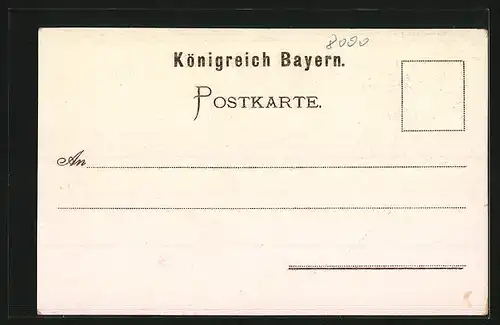 8000
Königreich Bayern.
POSTKARTE.
An